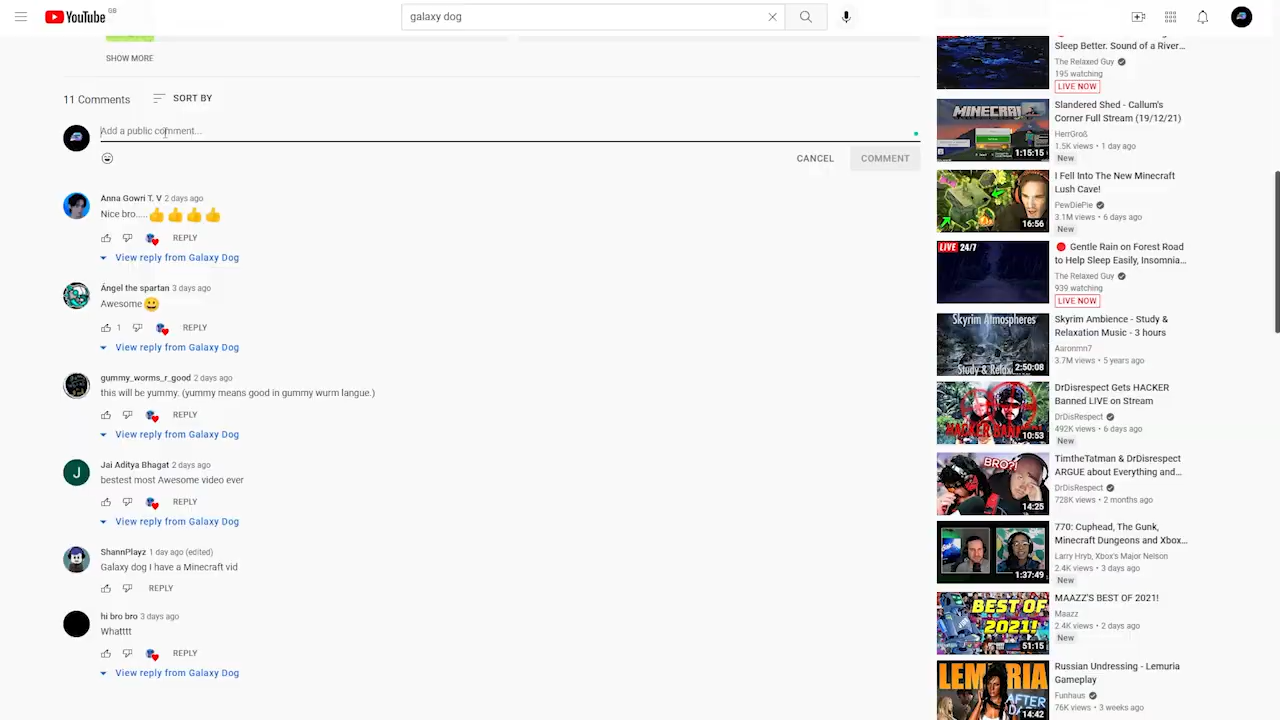 YouTube GB
galaxy dog
SHOW MORE
11 Comments
SORT BY
Add a public comment...
CANCEL
COMMENT
Anna Gowri T. V 2 days ago
Nice bro.....👍👍👍👍
REPLY
View reply from Galaxy Dog
Ángel the spartan 3 days ago
Awesome😀
1 REPLY
View reply from Galaxy Dog
gummy_worms_r_good 2 days ago
this will be yummy. (yummy means good in gummy wurm langue.)
REPLY
View reply from Galaxy Dog
J
Jai Aditya Bhagat 2 days ago
bestest most Awesome video ever
REPLY
View reply from Galaxy Dog
ShannPlayz 1 day ago (edited)
Galaxy dog I have a Minecraft vid
REPLY
hi bro bro 3 days ago
Whatttt
REPLY
View reply from Galaxy Dog
Sleep Better. Sound of a River...
The Relaxed Guy
195 watching
LIVE NOW
MINECRAF
1:15:15
Slandered Shed - Callum's
Corner Full Stream (19/12/21)
HerrGroß
1.5K views • 1 day ago
New
16:56
I Fell Into The New Minecraft
Lush Cave!
PewDiePie
3.1M views • 6 days ago
New
LIVE 24/7
🔴 Gentle Rain on Forest Road
to Help Sleep Easily, Insomnia...
The Relaxed Guy
939 watching
LIVE NOW
Skyrim Atmospheres
Study & Relax
2:50:08
Skyrim Ambience - Study &
Relaxation Music - 3 hours
Aaronmn7
3.7M views • 5 years ago
HACKER BAN
10:53
DrDisrespect Gets HACKER
Banned LIVE on Stream
DrDisRespect
492K views • 6 days ago
New
BRO?!
14:25
TimtheTatman & DrDisrespect
ARGUE about Everything and...
DrDisRespect
728K views • 2 months ago
1:37:49
770: Cuphead, The Gunk,
Minecraft Dungeons and Xbox...
Larry Hryb, Xbox's Major Nelson
2.4K views • 3 days ago
New
BEST OF
2021!
51:15
MAAZZ'S BEST OF 2021!
Maazz
2.4K views • 2 days ago
New
LEMURIA
AFTER
DA
14:42
Russian Undressing - Lemuria
Gameplay
Funhaus
76K views • 3 weeks ago